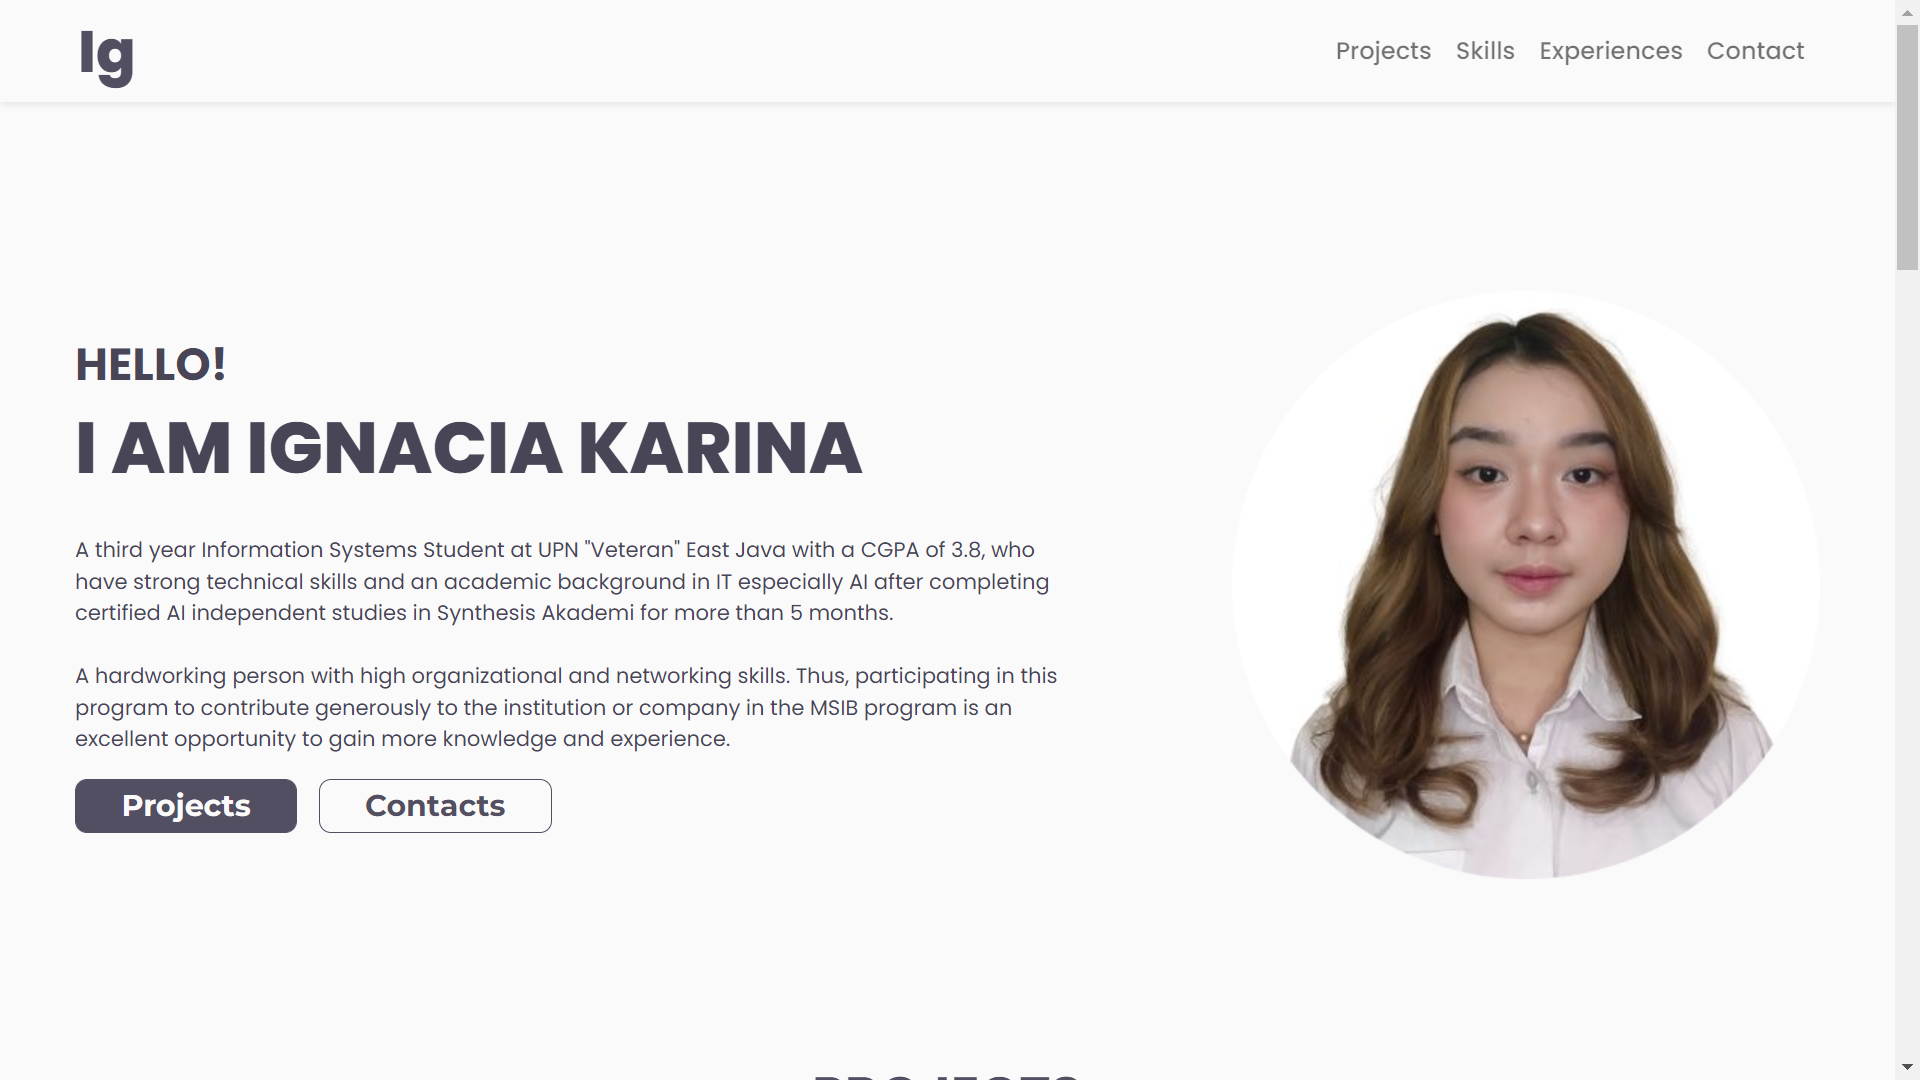 Ig
Projects Skills Experiences Contact
HELLO!
I AM IGNACIA KARINA
A third year Information Systems Student at UPN "Veteran" East Java with a CGPA of 3.8, who
have strong technical skills and an academic background in IT especially AI after completing
certified AI independent studies in Synthesis Akademi for more than 5 months.
A hardworking person with high organizational and networking skills. Thus, participating in this
program to contribute generously to the institution or company in the MSIB program is an
excellent opportunity to gain more knowledge and experience.
Projects Contacts
PROJECTS